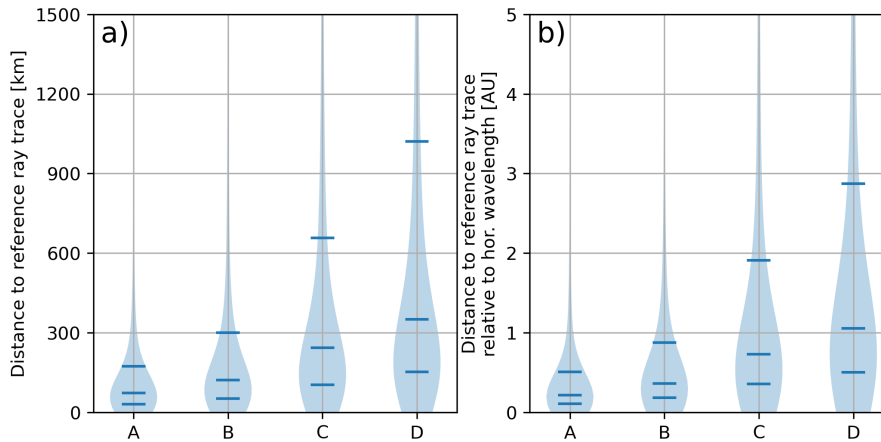 a)
Distance to reference ray trace [km]
1500
1200
900
600
300
0
A B C D
b)
Distance to reference ray trace
relative to hor. wavelength [AU]
5
4
3
2
1
0
A B C D